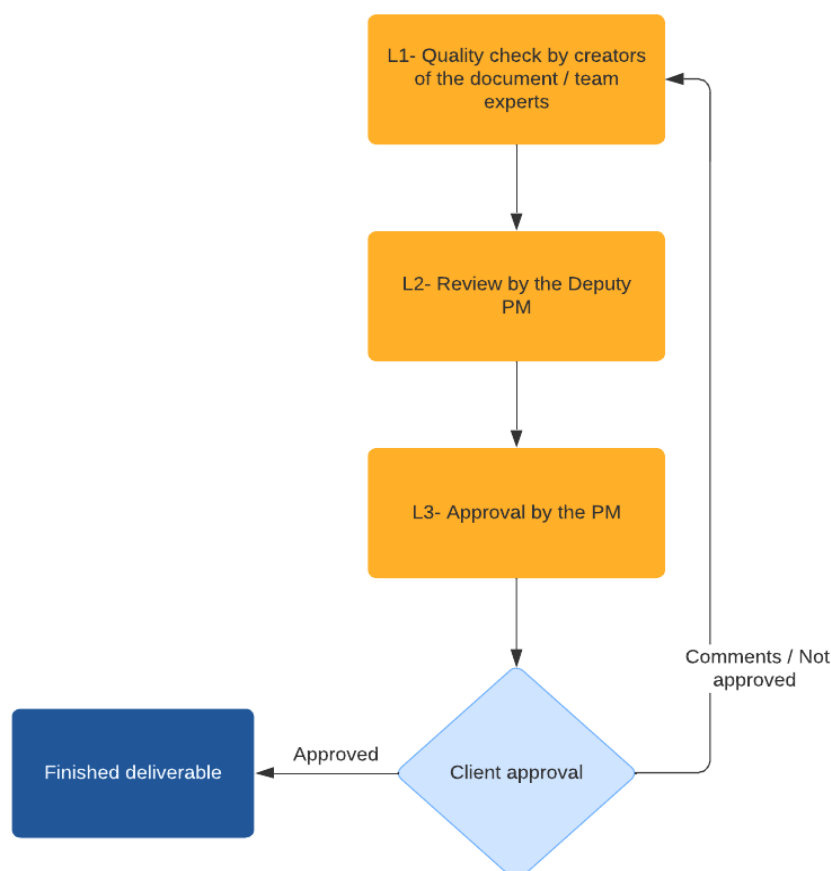 L1- Quality check by creators
of the document / team
experts
L2- Review by the Deputy
PM
L3- Approval by the PM
Comments / Not
approved
Approved
Finished deliverable
Client approval